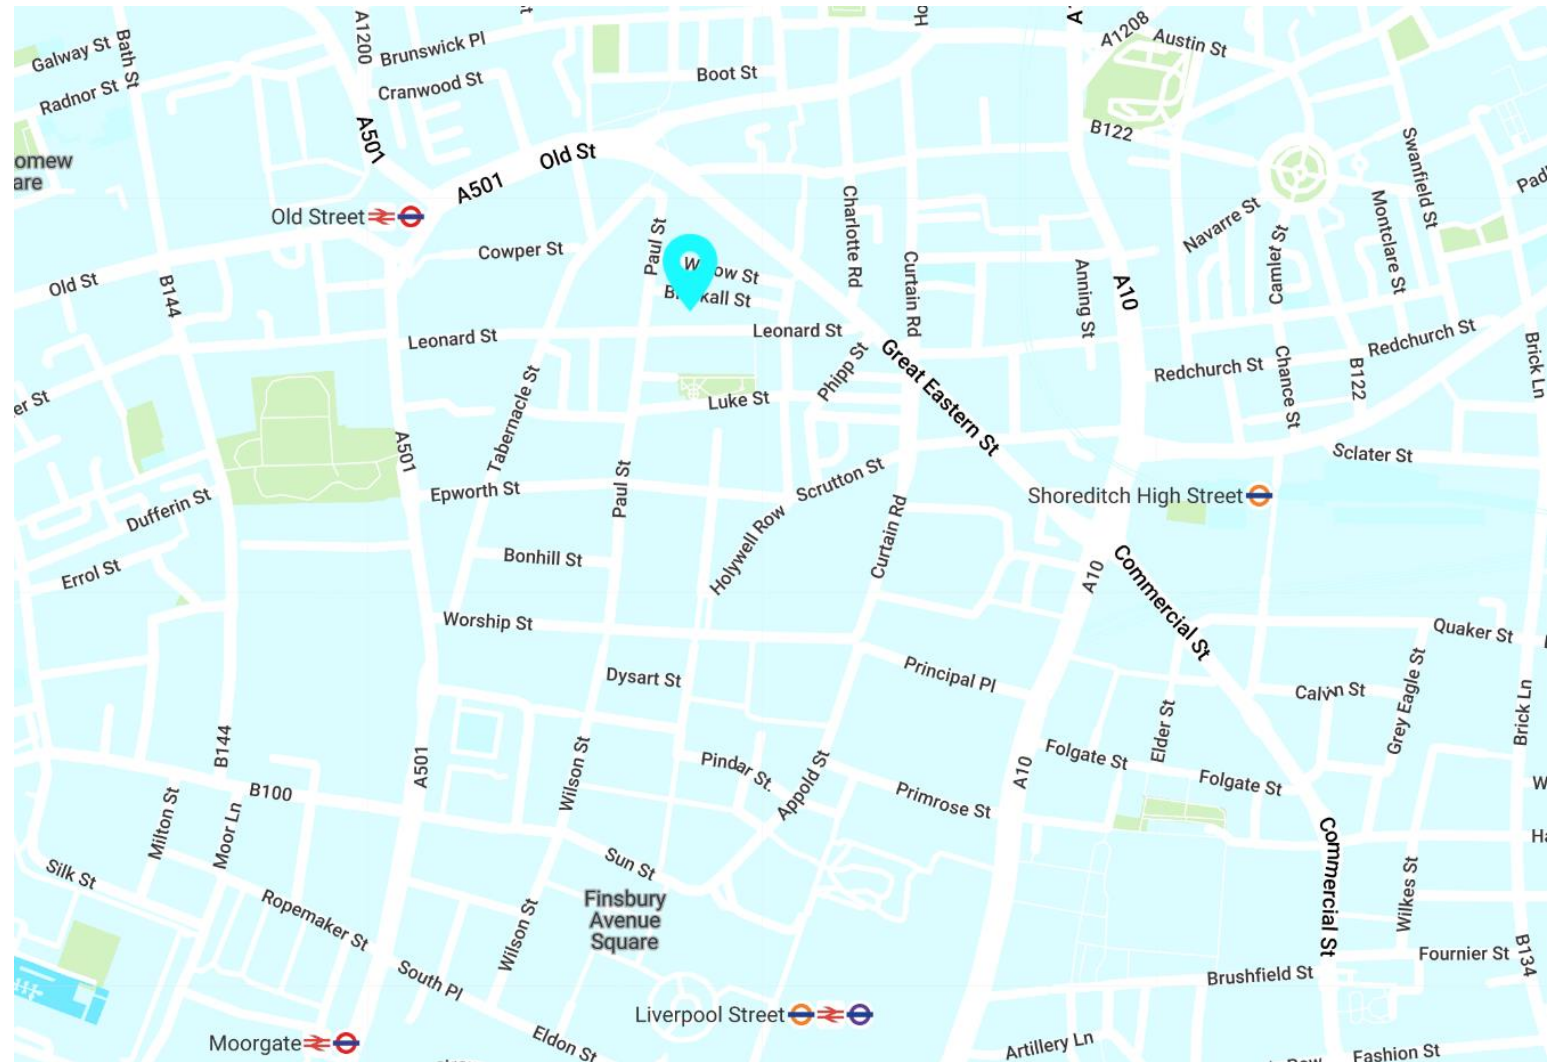 Galway St
Bath St
A1200
Brunswick Pl
A1208
Austin St
Radnor St
Cranwood St
Boot St
A501
B122
Old St
omew
are
A501
Swanfield St
Old Street
Charlotte Rd
Navarre St
Montclare St
Paul St
Cowper St
Camlet St
Curtain Rd
Anning St
A10
Old St
B144
Leonard St
Leonard St
Great Eastern St
Phipp St
Redchurch St
Redchurch St
Chance St
B122
Brick Ln
er St
Tabernacle St
Luke St
A501
Sclater St
Dufferin St
Epworth St
Paul St
Scrutton St
Shoreditch High Street
Holywell Row
Curtain Rd
Errol St
Bonhill St
A10
Commercial St
Worship St
Quaker St
Dysart St
Principal Pl
Calvin St
Grey Eagle St
Brick Ln
Elder St
B144
A501
Wilson St
Pindar St.
Appold St
A10
Folgate St
Folgate St
B100
Primrose St
Milton St
Moor Ln
Silk St
Sun St
Commercial St
Wilkes St
Ropemaker St
Finsbury
Avenue
Square
Wilson St
Fournier St
B134
South Pl
Brushfield St
Liverpool Street
Moorgate
Eldon St
Artillery Ln
Fashion St